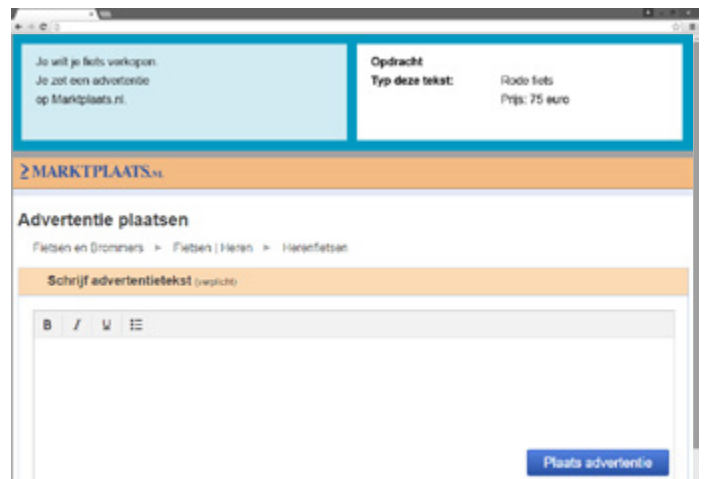 Je wilt je fiets verkopen.
Je zet een advertentie
op Marktplaats.nl.
Opdracht
Typ deze tekst:
Rode fiets
Prijs: 75 euro
MARKTPLAATS.NL
Advertentie plaatsen
Fietsen en Brommers ► Fietsen | Heren ► Herenfietsen
Schrijf advertentietekst (verplicht)
B I U
Plaats advertentie